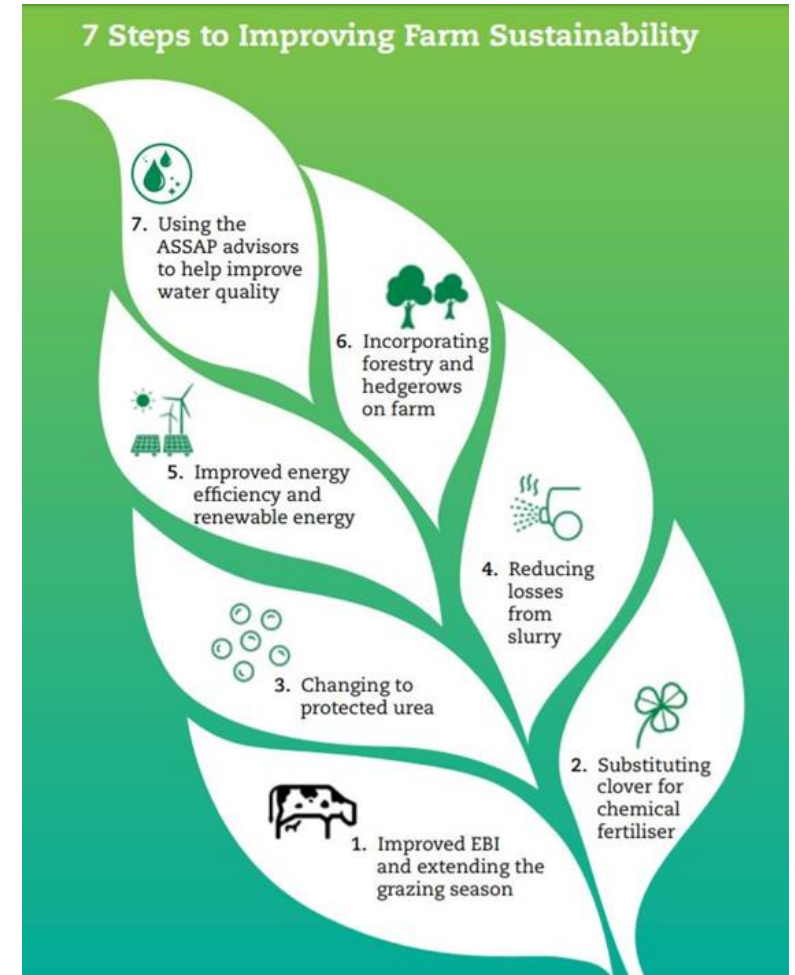 7 Steps to Improving Farm Sustainability
7. Using the
ASSAP advisors
to help improve
water quality
6. Incorporating
forestry and
hedgerows
on farm
5. Improved energy
efficiency and
renewable energy
4. Reducing
losses
from
slurry
3. Changing to
protected urea
2. Substituting
clover for
chemical
fertiliser
1. Improved EBI
and extending the
grazing season